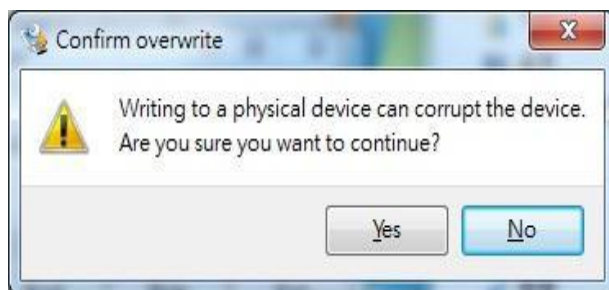 Confirm overwrite
Writing to a physical device can corrupt the device.
Are you sure you want to continue?
Yes
No